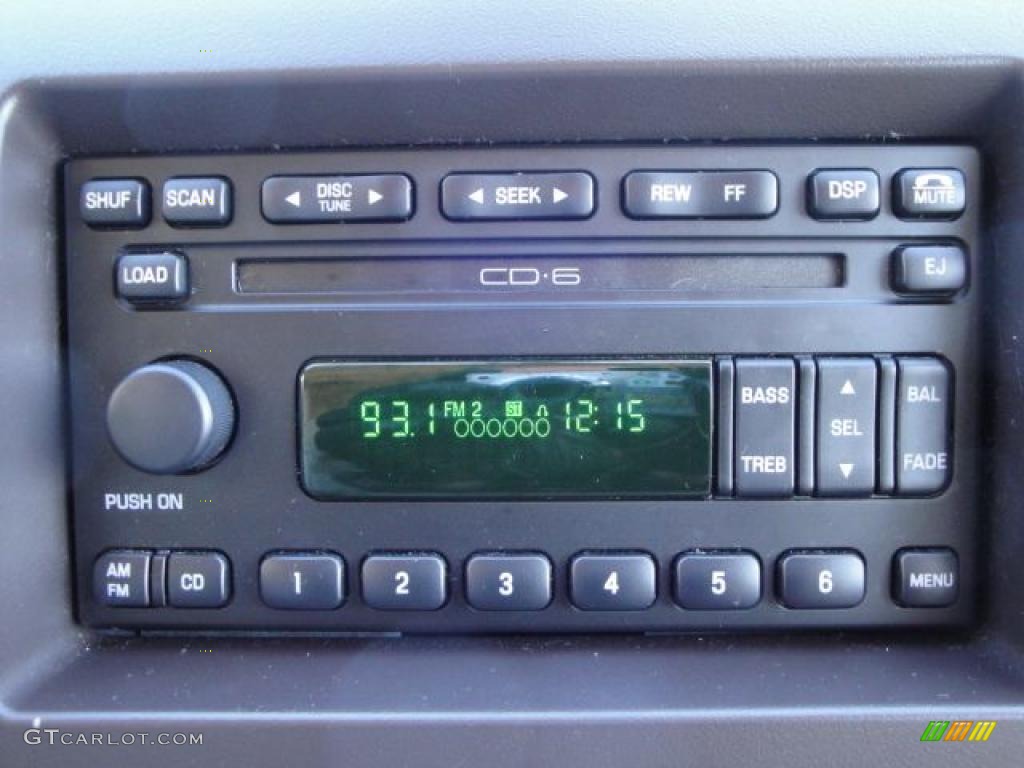 SHUF SCAN ◄ DISC TUNE ► ◄ SEEK ► REW FF DSP MUTE
LOAD CD·6 EJ
93.1 FM 2 ST 12:15
BASS ▲ BAL
SEL
TREB ▼ FADE
PUSH ON
AM FM CD 1 2 3 4 5 6 MENU
GTCARLOT.COM